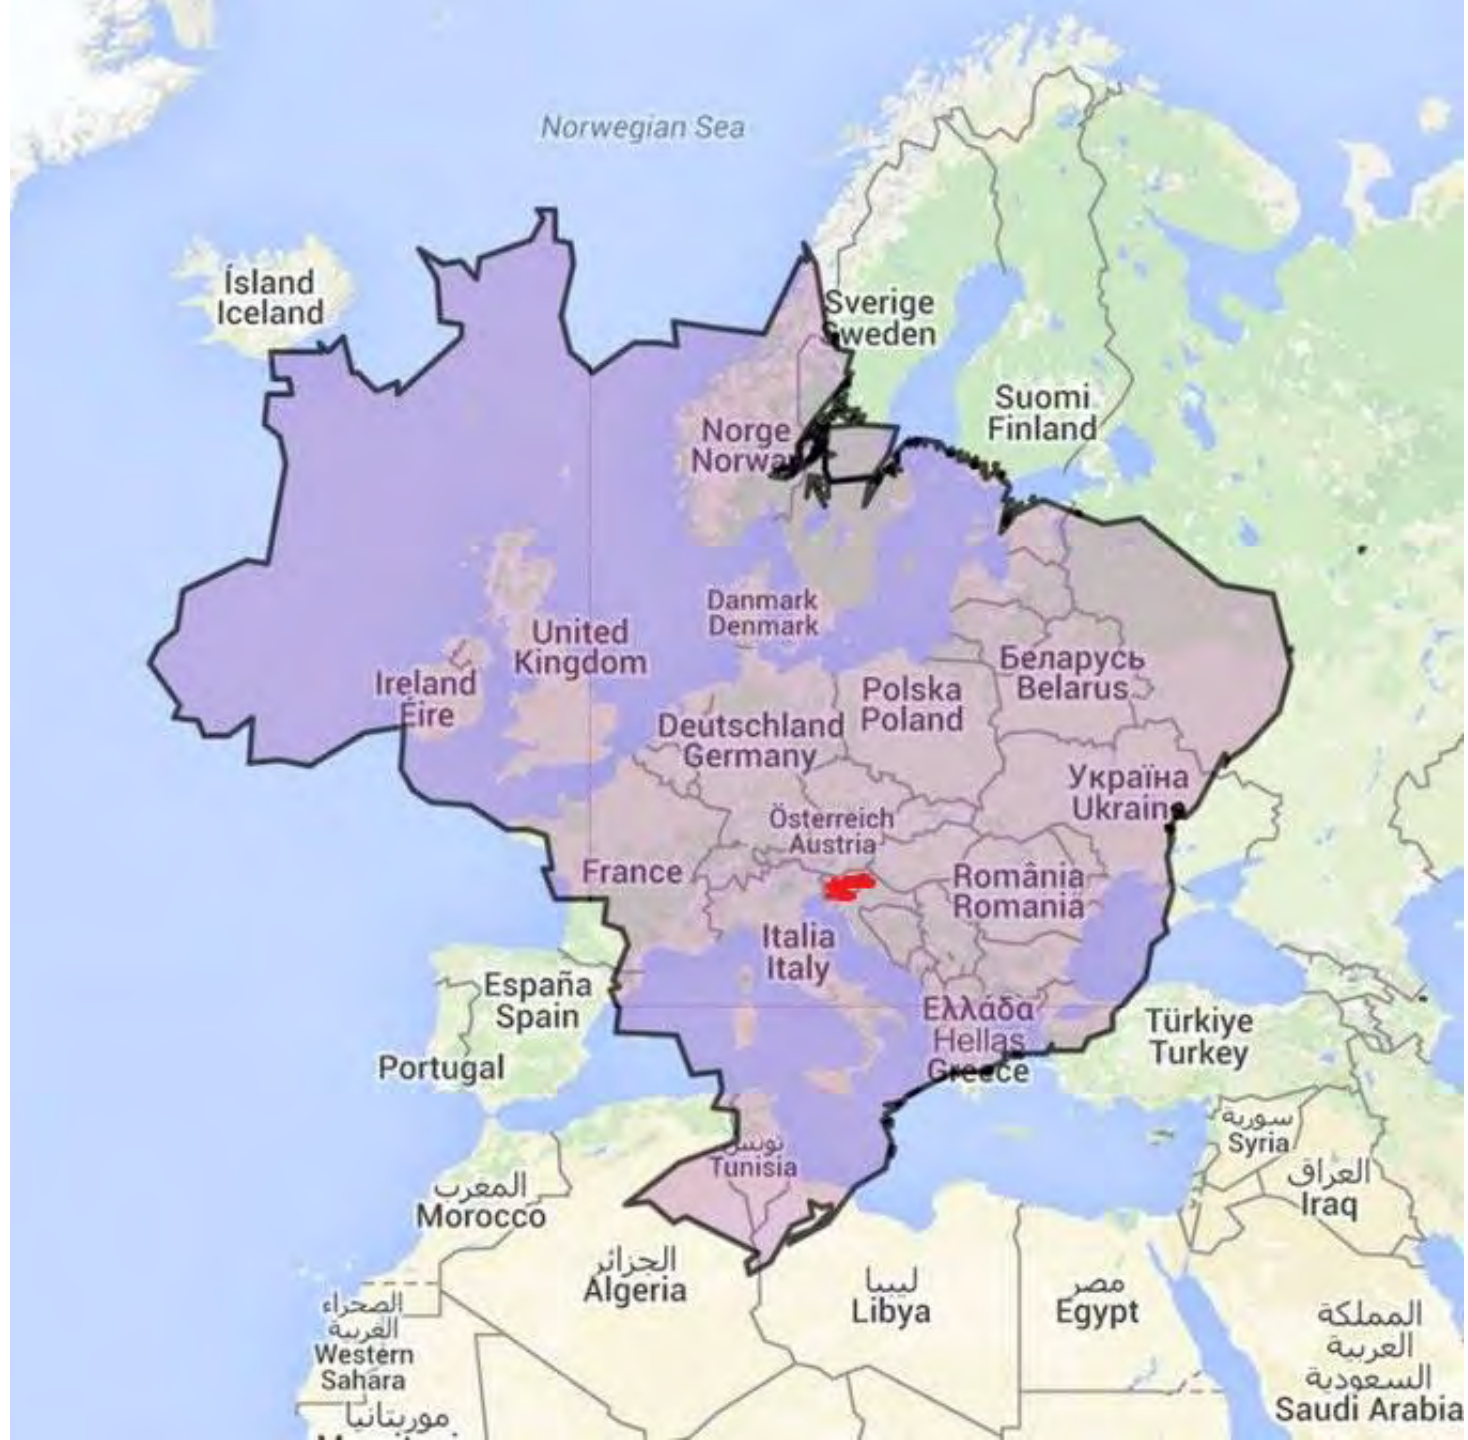 Norwegian Sea
Ísland
Iceland
Sverige
Sweden
Suomi
Finland
Norge
Norway
Danmark
Denmark
United
Kingdom
Ireland
Éire
Беларусь
Belarus
Polska
Poland
Deutschland
Germany
Україна
Ukraine
Österreich
Austria
France
România
Romania
Italia
Italy
España
Spain
Ελλάδα
Hellas
Greece
Türkiye
Turkey
Portugal
سورية
Syria
تونس
Tunisia
العراق
Iraq
المغرب
Morocco
الجزائر
Algeria
ليبيا
Libya
مصر
Egypt
الصحراء
الغربية
Western
Sahara
المملكة
العربية
السعودية
Saudi Arabia
موريتانيا